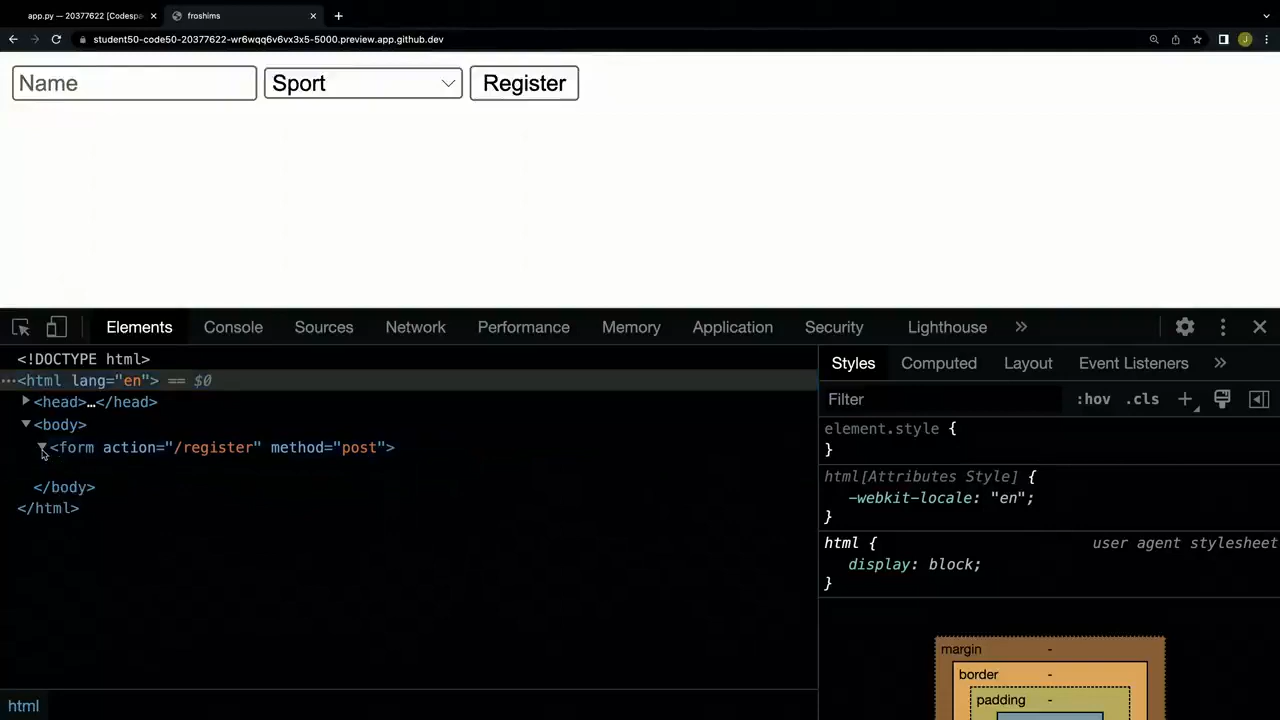 app.py — 20377622 [Codespa
froshims
student50-code50-20377622-wr6wqq6v6vx3x5-5000.preview.app.github.dev
J
Name
Sport
Register
Elements
Console
Sources
Network
Performance
Memory
Application
Security
Lighthouse
<!DOCTYPE html>
<html lang="en"> == $0
<head>…</head>
<body>
<form action="/register" method="post">
</body>
</html>
html
Styles
Computed
Layout
Event Listeners
Filter
:hov
.cls
element.style {
}
html[Attributes Style] {
-webkit-locale: "en";
}
html {
user agent stylesheet
display: block;
}
margin
-
border
-
padding
-